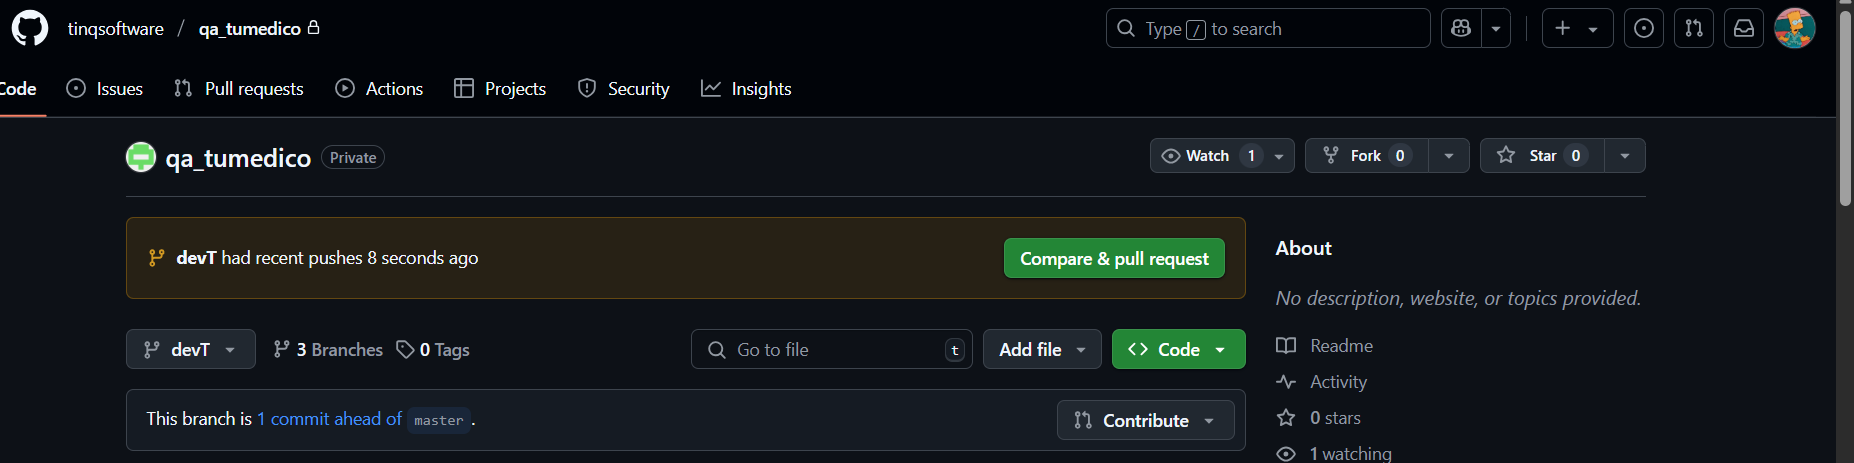 tinqsoftware / qa_tumedico
Type / to search
Code Issues Pull requests Actions Projects Security Insights
qa_tumedico Private
Watch 1 Fork 0 Star 0
devT had recent pushes 8 seconds ago
Compare & pull request
devT 3 Branches 0 Tags
Go to file t
Add file
Code
This branch is 1 commit ahead of master.
Contribute
About
No description, website, or topics provided.
Readme
Activity
0 stars
1 watching